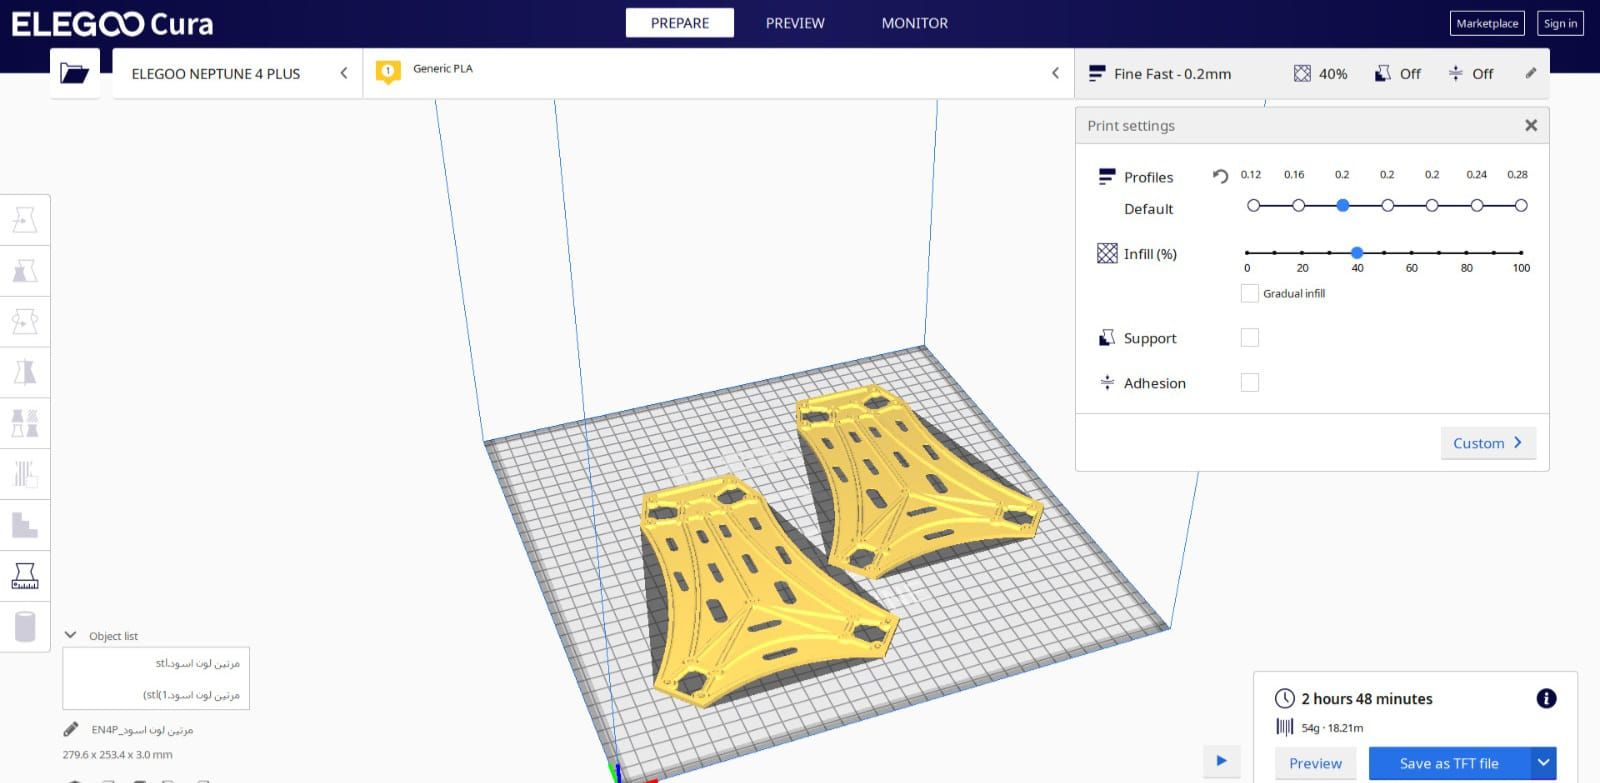 ELEGOO Cura
PREPARE
PREVIEW
MONITOR
Marketplace
Sign in
ELEGOO NEPTUNE 4 PLUS
1
Generic PLA
Fine Fast - 0.2mm
40%
Off
Off
Print settings
Profiles
0.12 0.16 0.2 0.2 0.2 0.24 0.28
Default
Infill (%)
0 20 40 60 80 100
Gradual infill
Support
Adhesion
Custom
Object list
مرتين لون اسود.stl
مرتين لون اسود.stl(1)
EN4P_مرتين لون اسود
279.6 x 253.4 x 3.0 mm
2 hours 48 minutes
54g · 18.21m
Preview
Save as TFT file